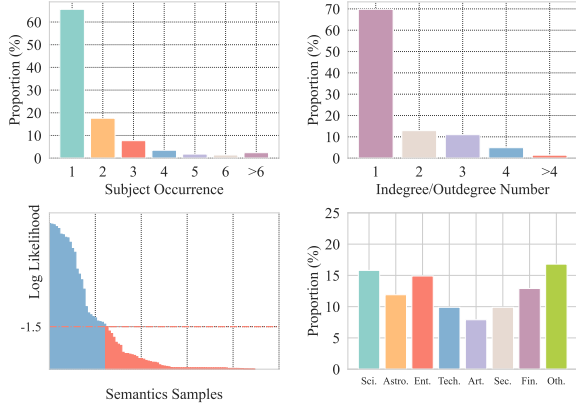 Proportion (%)
60
50
40
30
20
10
0
1 2 3 4 5 6 >6
Subject Occurrence
Proportion (%)
70
60
50
40
30
20
10
0
1 2 3 4 >4
Indegree/Outdegree Number
Log Likelihood
-1.5
Semantics Samples
Proportion (%)
25
20
15
10
5
0
Sci. Astro. Ent. Tech. Art. Sec. Fin. Oth.